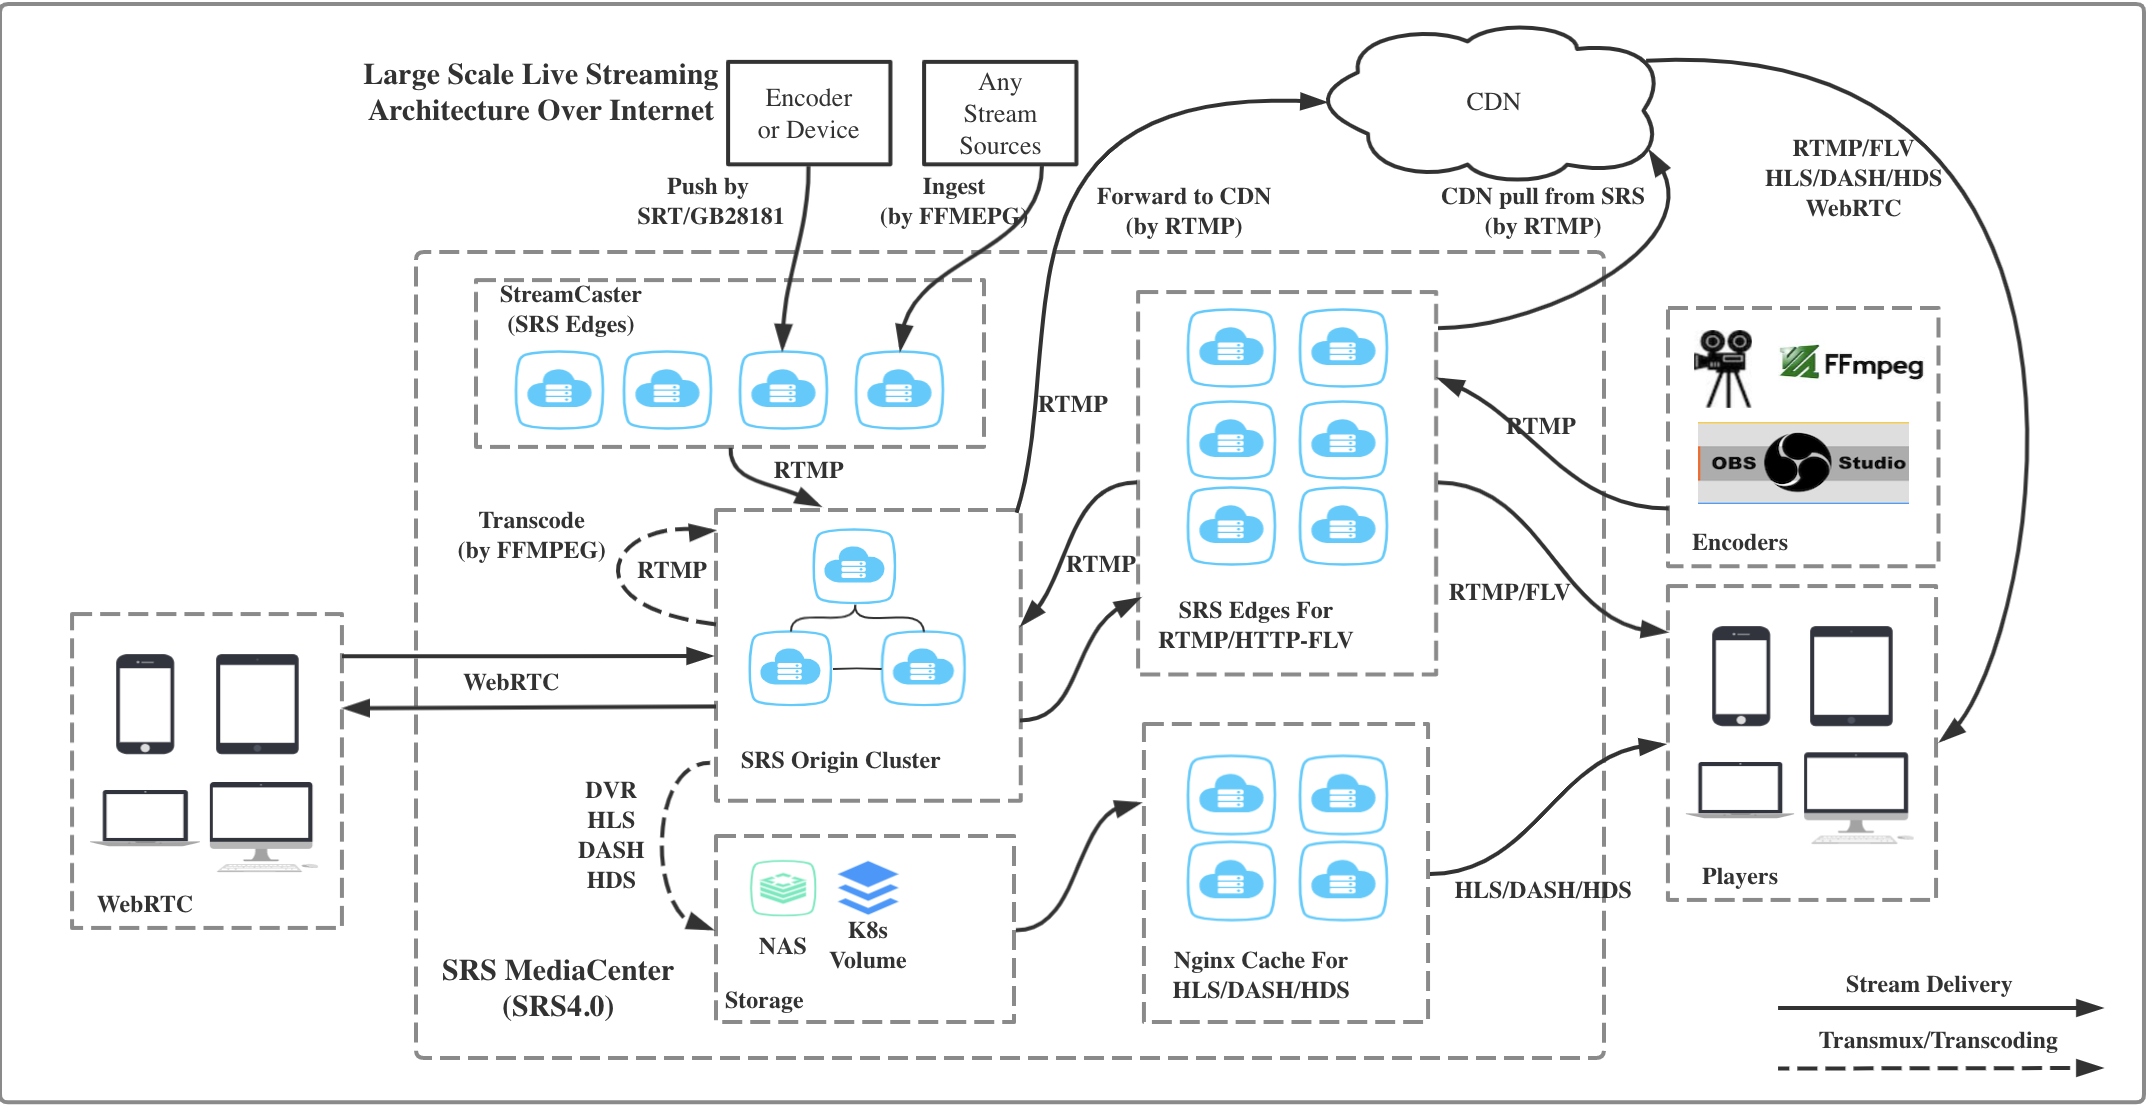 Large Scale Live Streaming
Architecture Over Internet
Encoder
or Device
Any
Stream
Sources
CDN
Push by
SRT/GB28181
Ingest
(by FFMEPG)
Forward to CDN
(by RTMP)
CDN pull from SRS
(by RTMP)
RTMP/FLV
HLS/DASH/HDS
WebRTC
StreamCaster
(SRS Edges)
RTMP
RTMP
RTMP
FFmpeg
OBS Studio
Encoders
Transcode
(by FFMPEG)
RTMP
RTMP
SRS Edges For
RTMP/HTTP-FLV
RTMP/FLV
WebRTC
SRS Origin Cluster
WebRTC
DVR
HLS
DASH
HDS
NAS
K8s
Volume
Storage
Nginx Cache For
HLS/DASH/HDS
HLS/DASH/HDS
Players
SRS MediaCenter
(SRS4.0)
Stream Delivery
Transmux/Transcoding